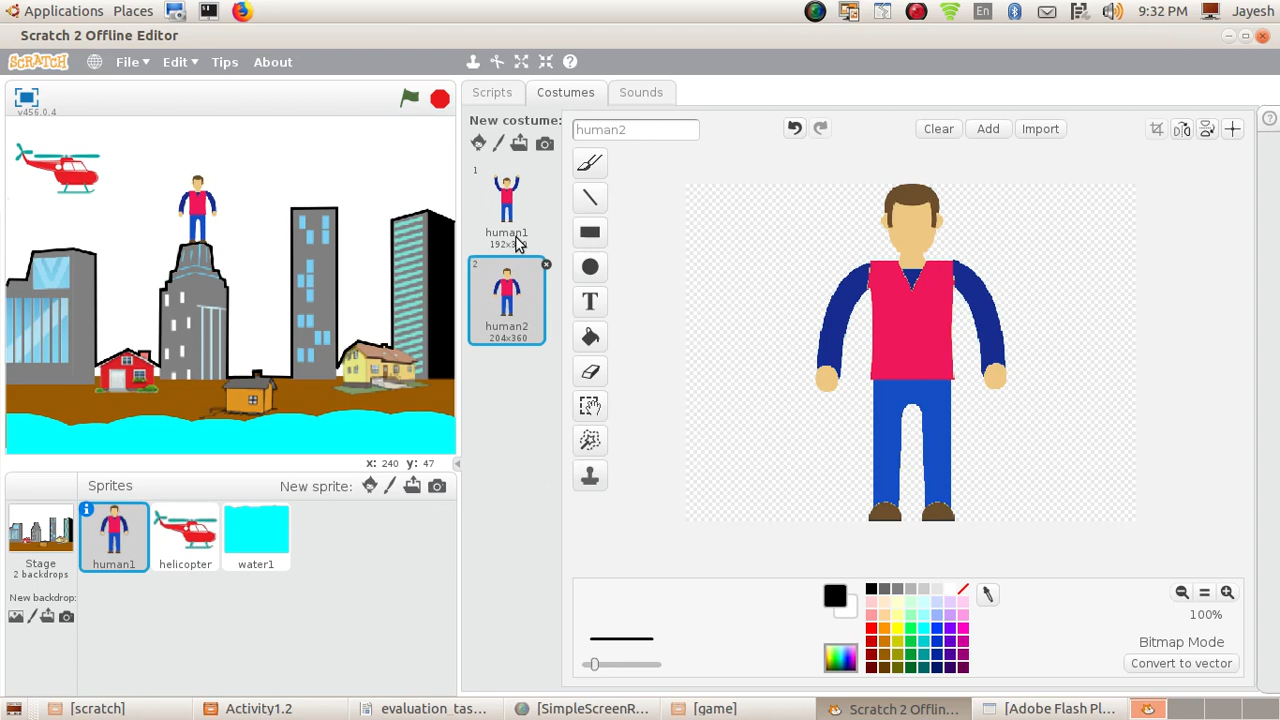 Applications Places En 9:32 PM Jayesh
Scratch 2 Offline Editor
SCRATCH File Edit Tips About
v456.0.4
Scripts Costumes Sounds
New costume:
human2
Clear Add Import
1
human1
2
human2
204x360
T
x: 240 y: 47
Sprites New sprite:
Stage
2 backdrops
human1
helicopter
water1
New backdrop:
100%
Bitmap Mode
Convert to vector
[scratch] Activity1.2 evaluation_tas... [SimpleScreenR... [game] Scratch 2 Offlin... [Adobe Flash Pl...